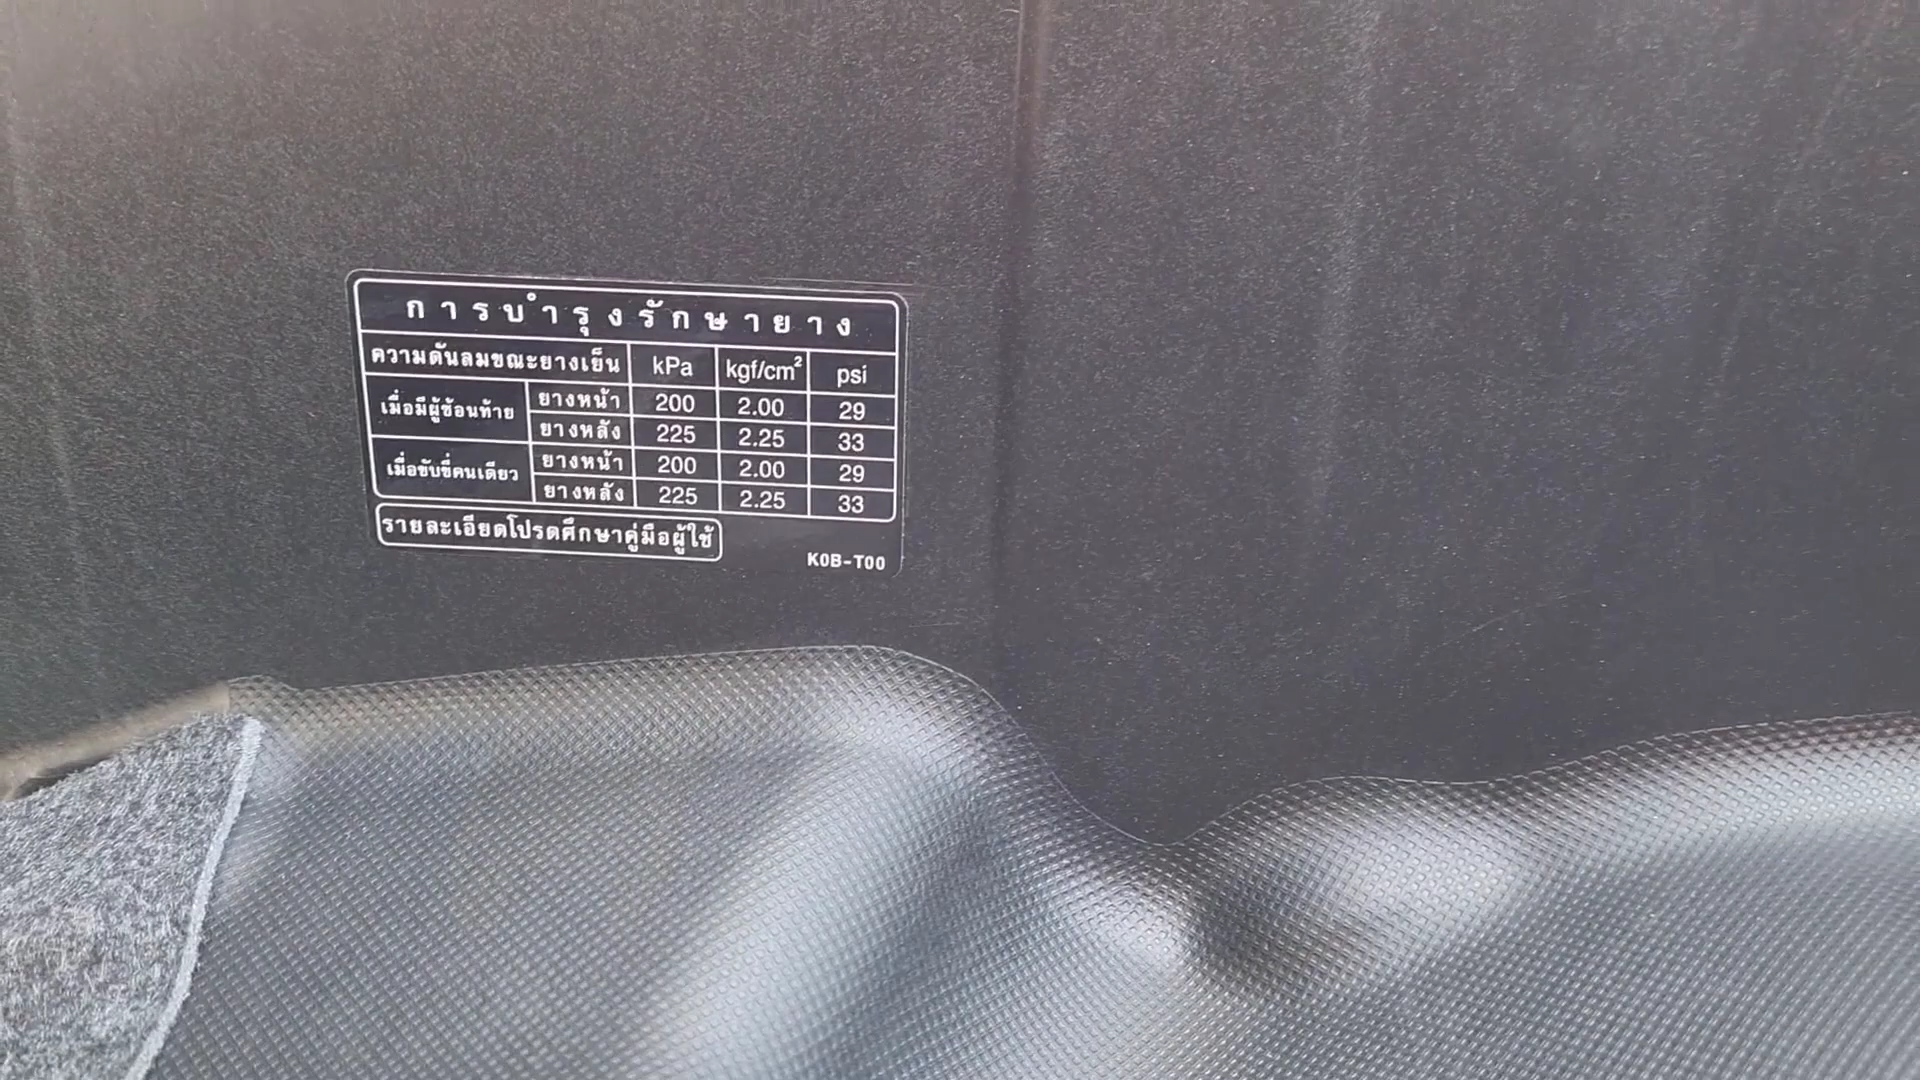 การบำรุงรักษายาง
ความดันลมขณะยางเย็น kPa kgf/cm² psi
เมื่อมีผู้ซ้อนท้าย ยางหน้า 200 2.00 29
ยางหลัง 225 2.25 33
เมื่อขับขี่คนเดียว ยางหน้า 200 2.00 29
ยางหลัง 225 2.25 33
รายละเอียดโปรดศึกษาคู่มือผู้ใช้
K0B-T00